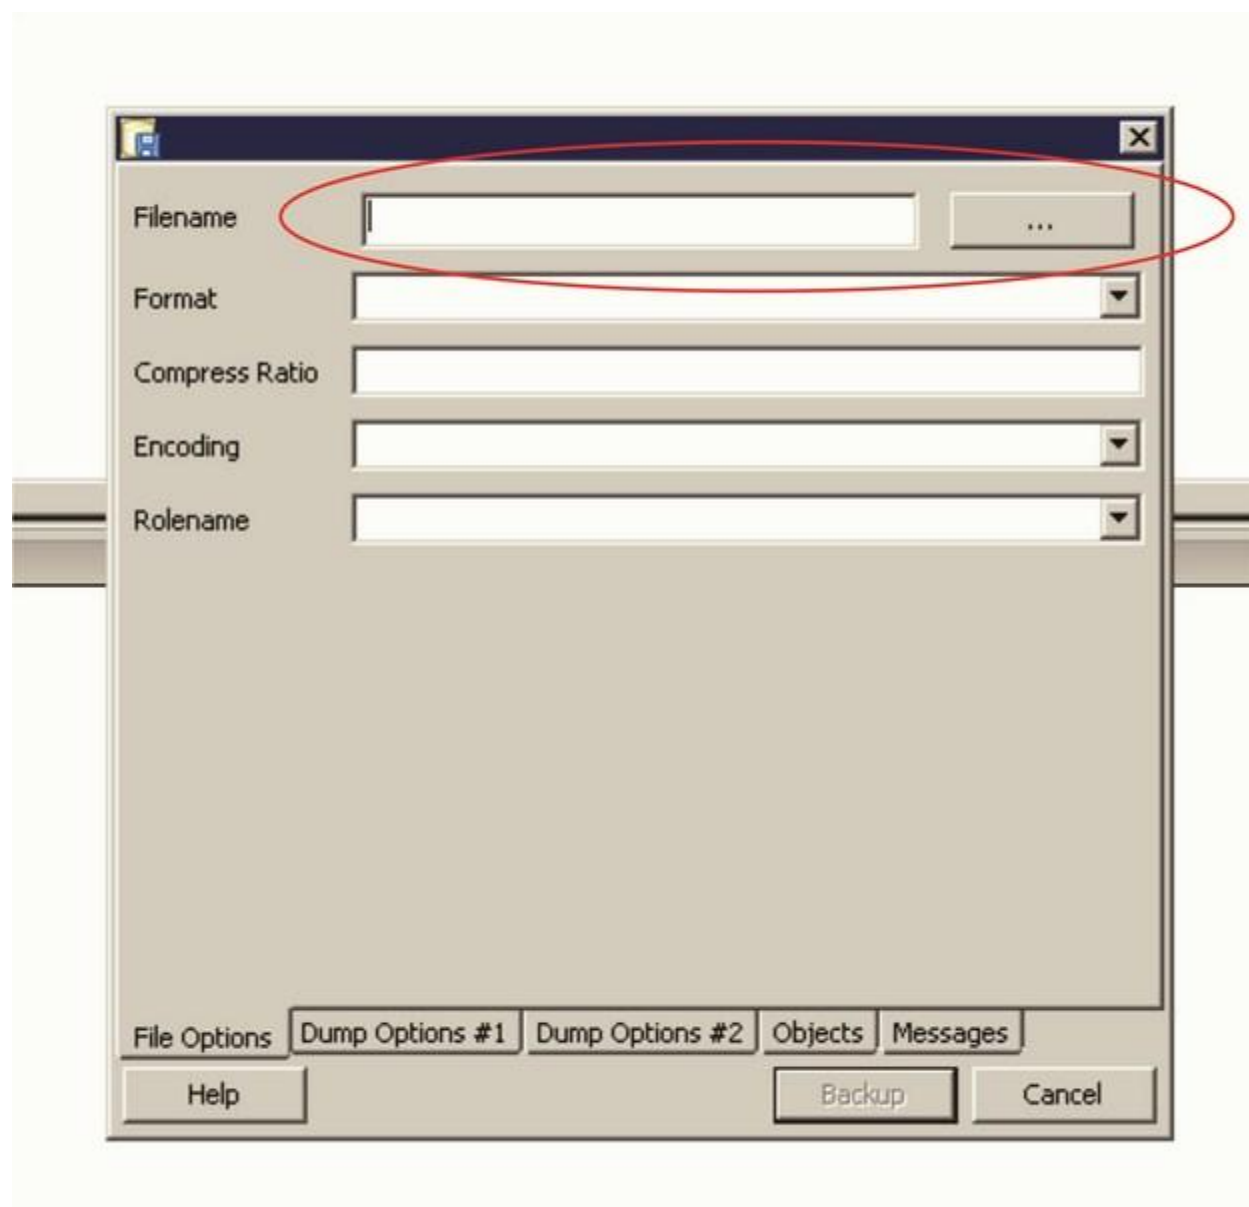 Filename ...
Format
Compress Ratio
Encoding
Rolename
File Options Dump Options #1 Dump Options #2 Objects Messages
Help Backup Cancel